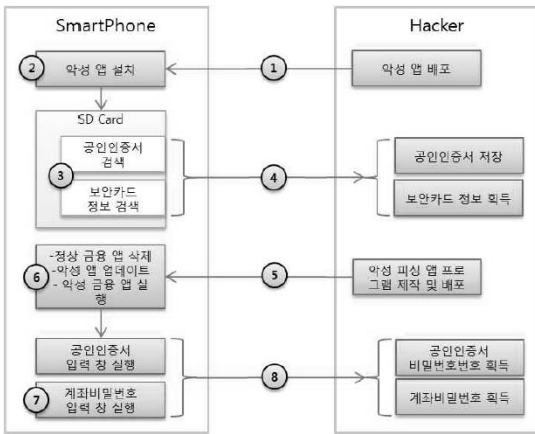 SmartPhone
Hacker
② 악성 앱 설치
①
악성 앱 배포
SD Card
공인인증서
검색
③
보안카드
정보 검색
④
공인인증서 저장
보안카드 정보 획득
-정상 금융 앱 삭제
-악성 앱 업데이트
- 악성 금융 앱 실
행
⑥
⑤
악성 피싱 앱 프로
그램 제작 및 배포
공인인증서
입력 창 실행
⑦ 계좌비밀번호
입력 창 실행
⑧
공인인증서
비밀번호번호 획득
계좌비밀번호 획득